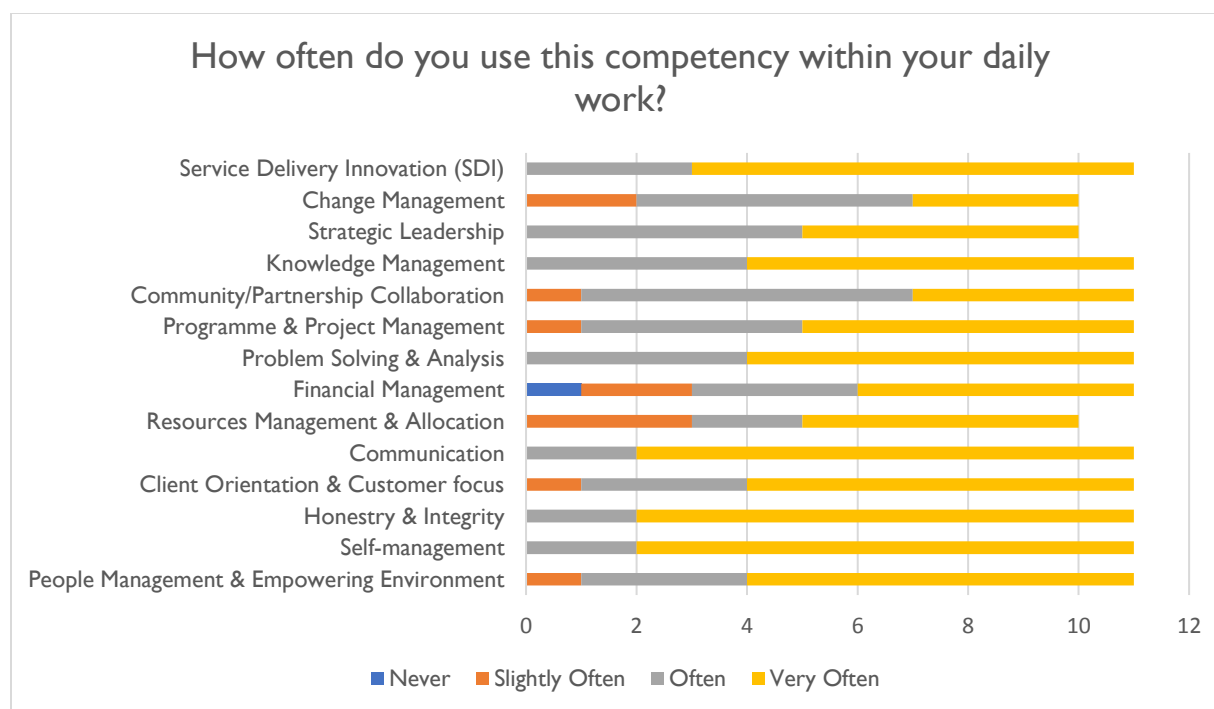 How often do you use this competency within your daily
work?
Service Delivery Innovation (SDI)
Change Management
Strategic Leadership
Knowledge Management
Community/Partnership Collaboration
Programme & Project Management
Problem Solving & Analysis
Financial Management
Resources Management & Allocation
Communication
Client Orientation & Customer focus
Honestry & Integrity
Self-management
People Management & Empowering Environment
0 2 4 6 8 10 12
Never Slightly Often Often Very Often